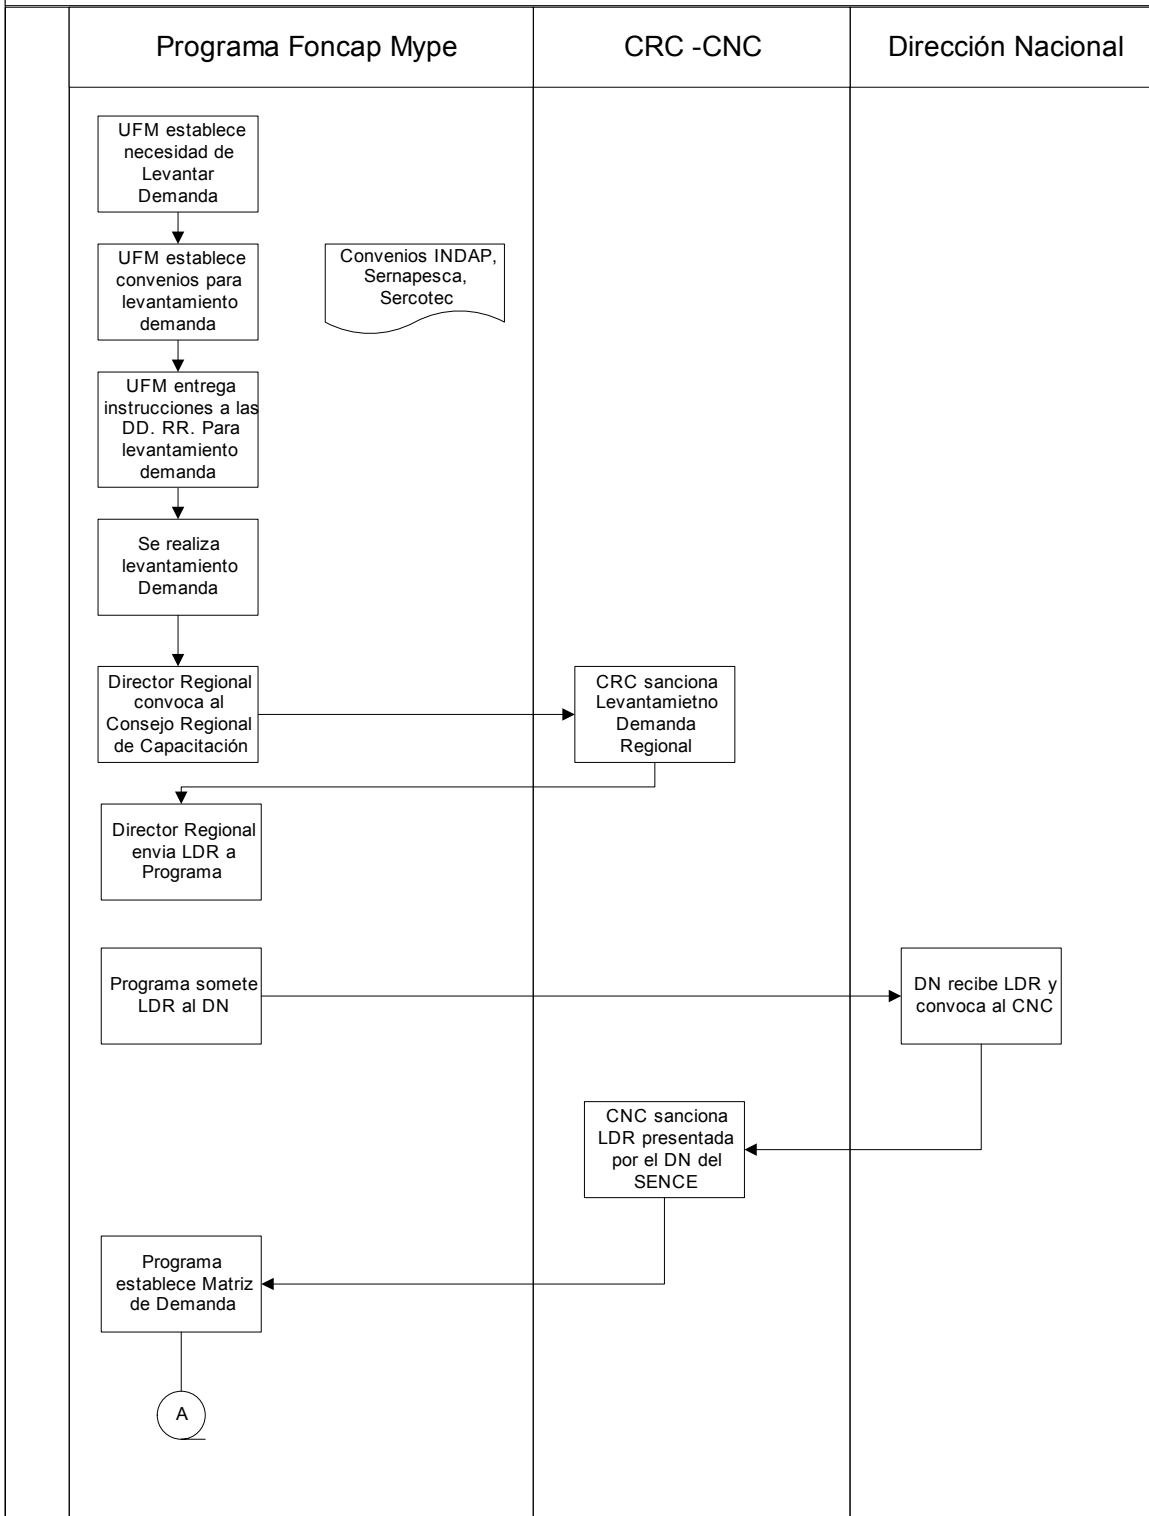 Programa Foncap Mype
CRC -CNC
Dirección Nacional
UFM establece
necesidad de
Levantar
Demanda
UFM establece
convenios para
levantamiento
demanda
Convenios INDAP,
Sernapesca,
Sercotec
UFM entrega
instrucciones a las
DD. RR. Para
levantamiento
demanda
Se realiza
levantamiento
Demanda
Director Regional
convoca al
Consejo Regional
de Capacitación
CRC sanciona
Levantamietno
Demanda
Regional
Director Regional
envia LDR a
Programa
Programa somete
LDR al DN
DN recibe LDR y
convoca al CNC
CNC sanciona
LDR presentada
por el DN del
SENCE
Programa
establece Matriz
de Demanda
A